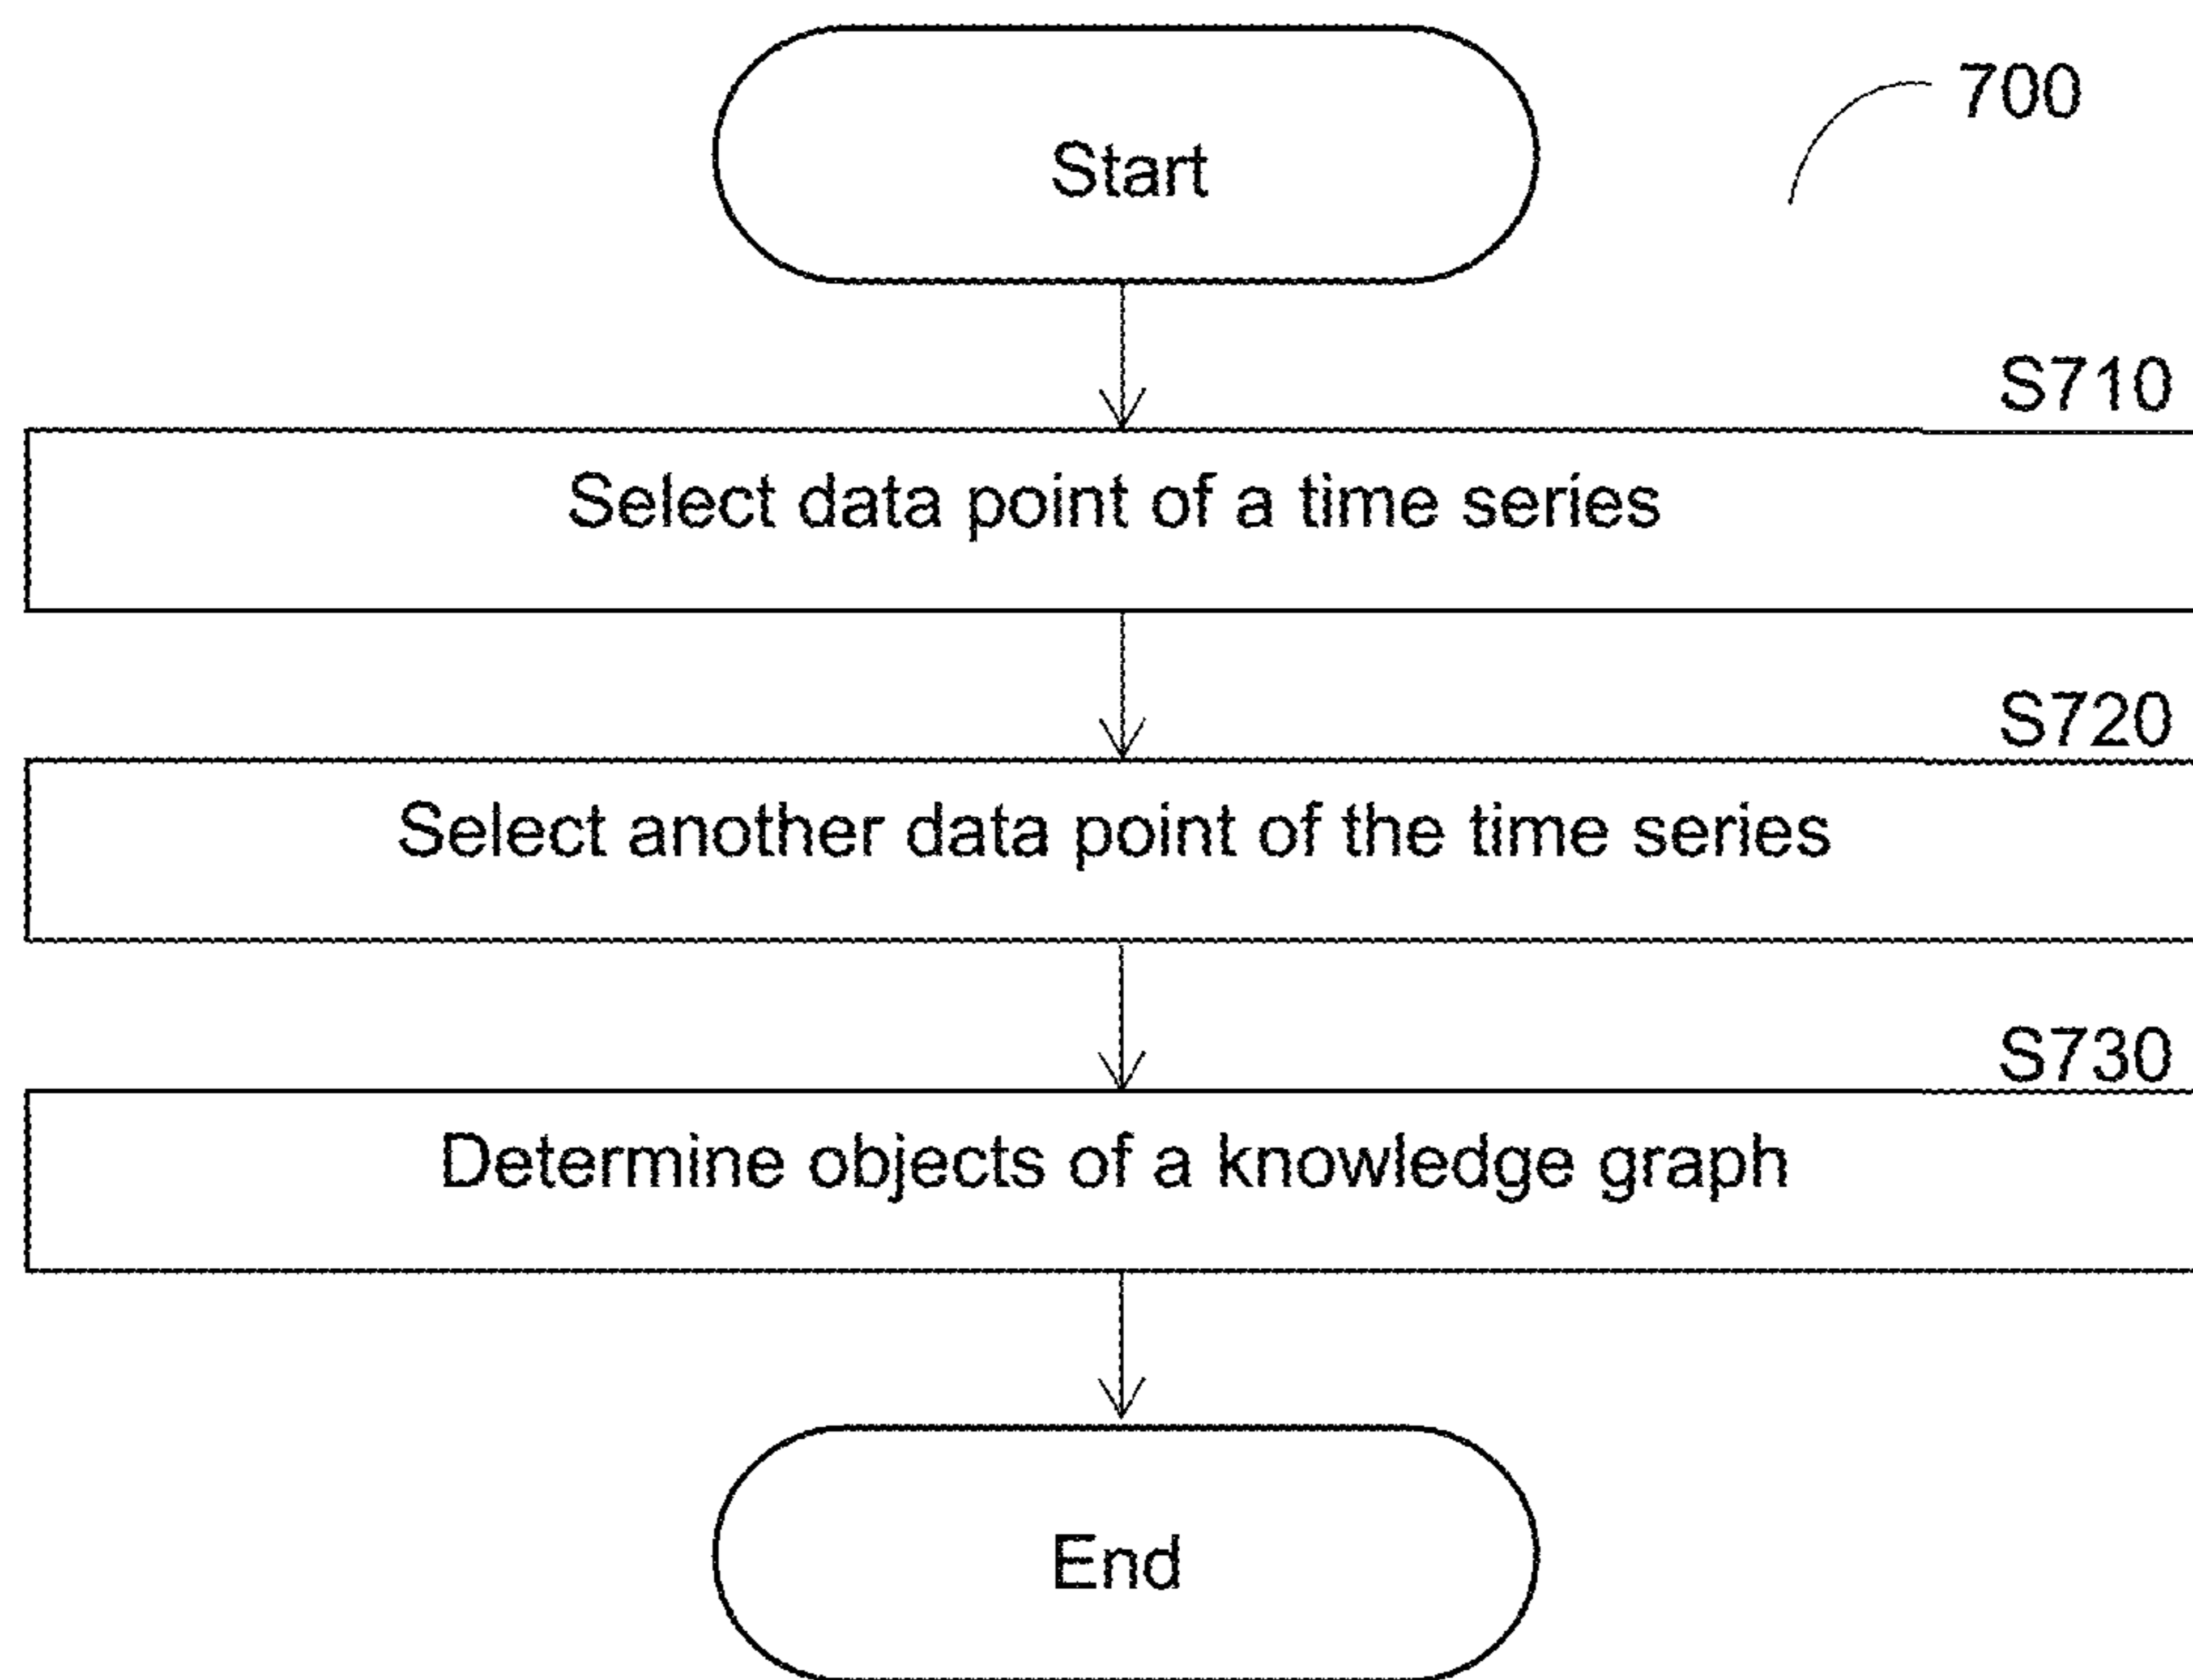 Start
700
S710
Select data point of a time series
S720
Select another data point of the time series
S730
Determine objects of a knowledge graph
End